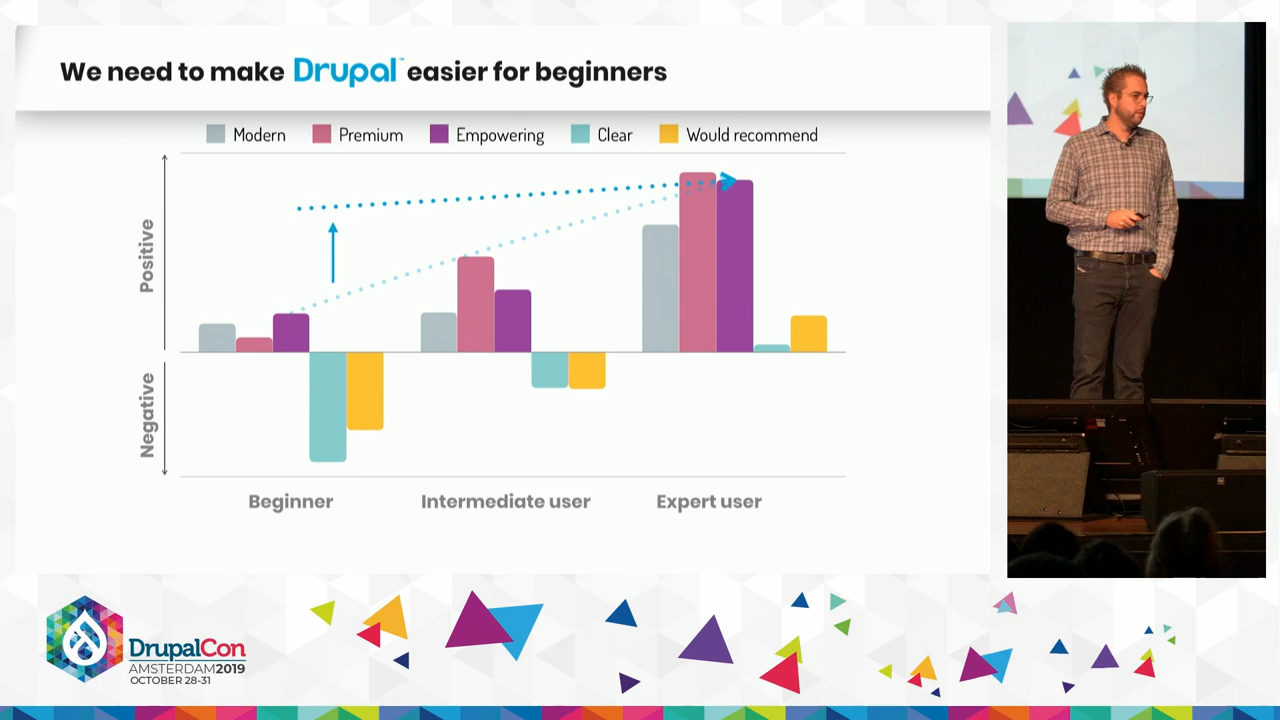 We need to make Drupal™ easier for beginners
Modern Premium Empowering Clear Would recommend
Positive
Negative
Beginner Intermediate user Expert user
DrupalCon
AMSTERDAM2019
OCTOBER 28-31